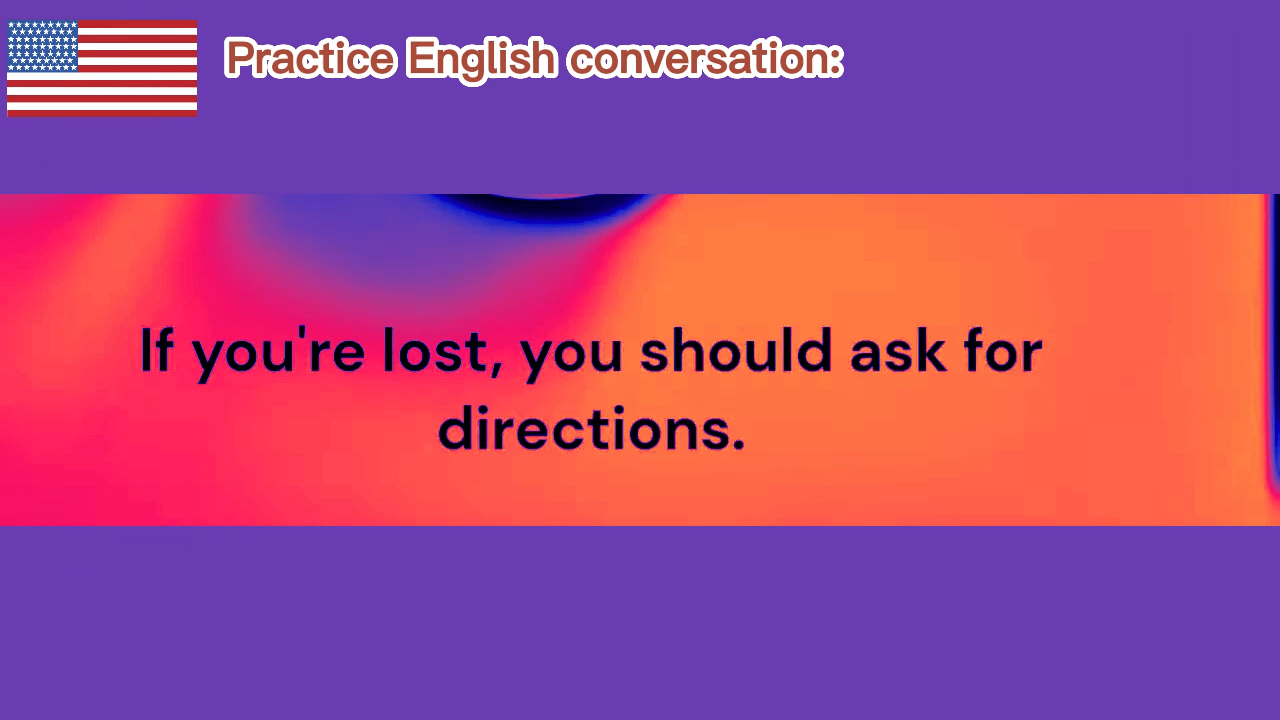 Practice English conversation:
If you're lost, you should ask for
directions.